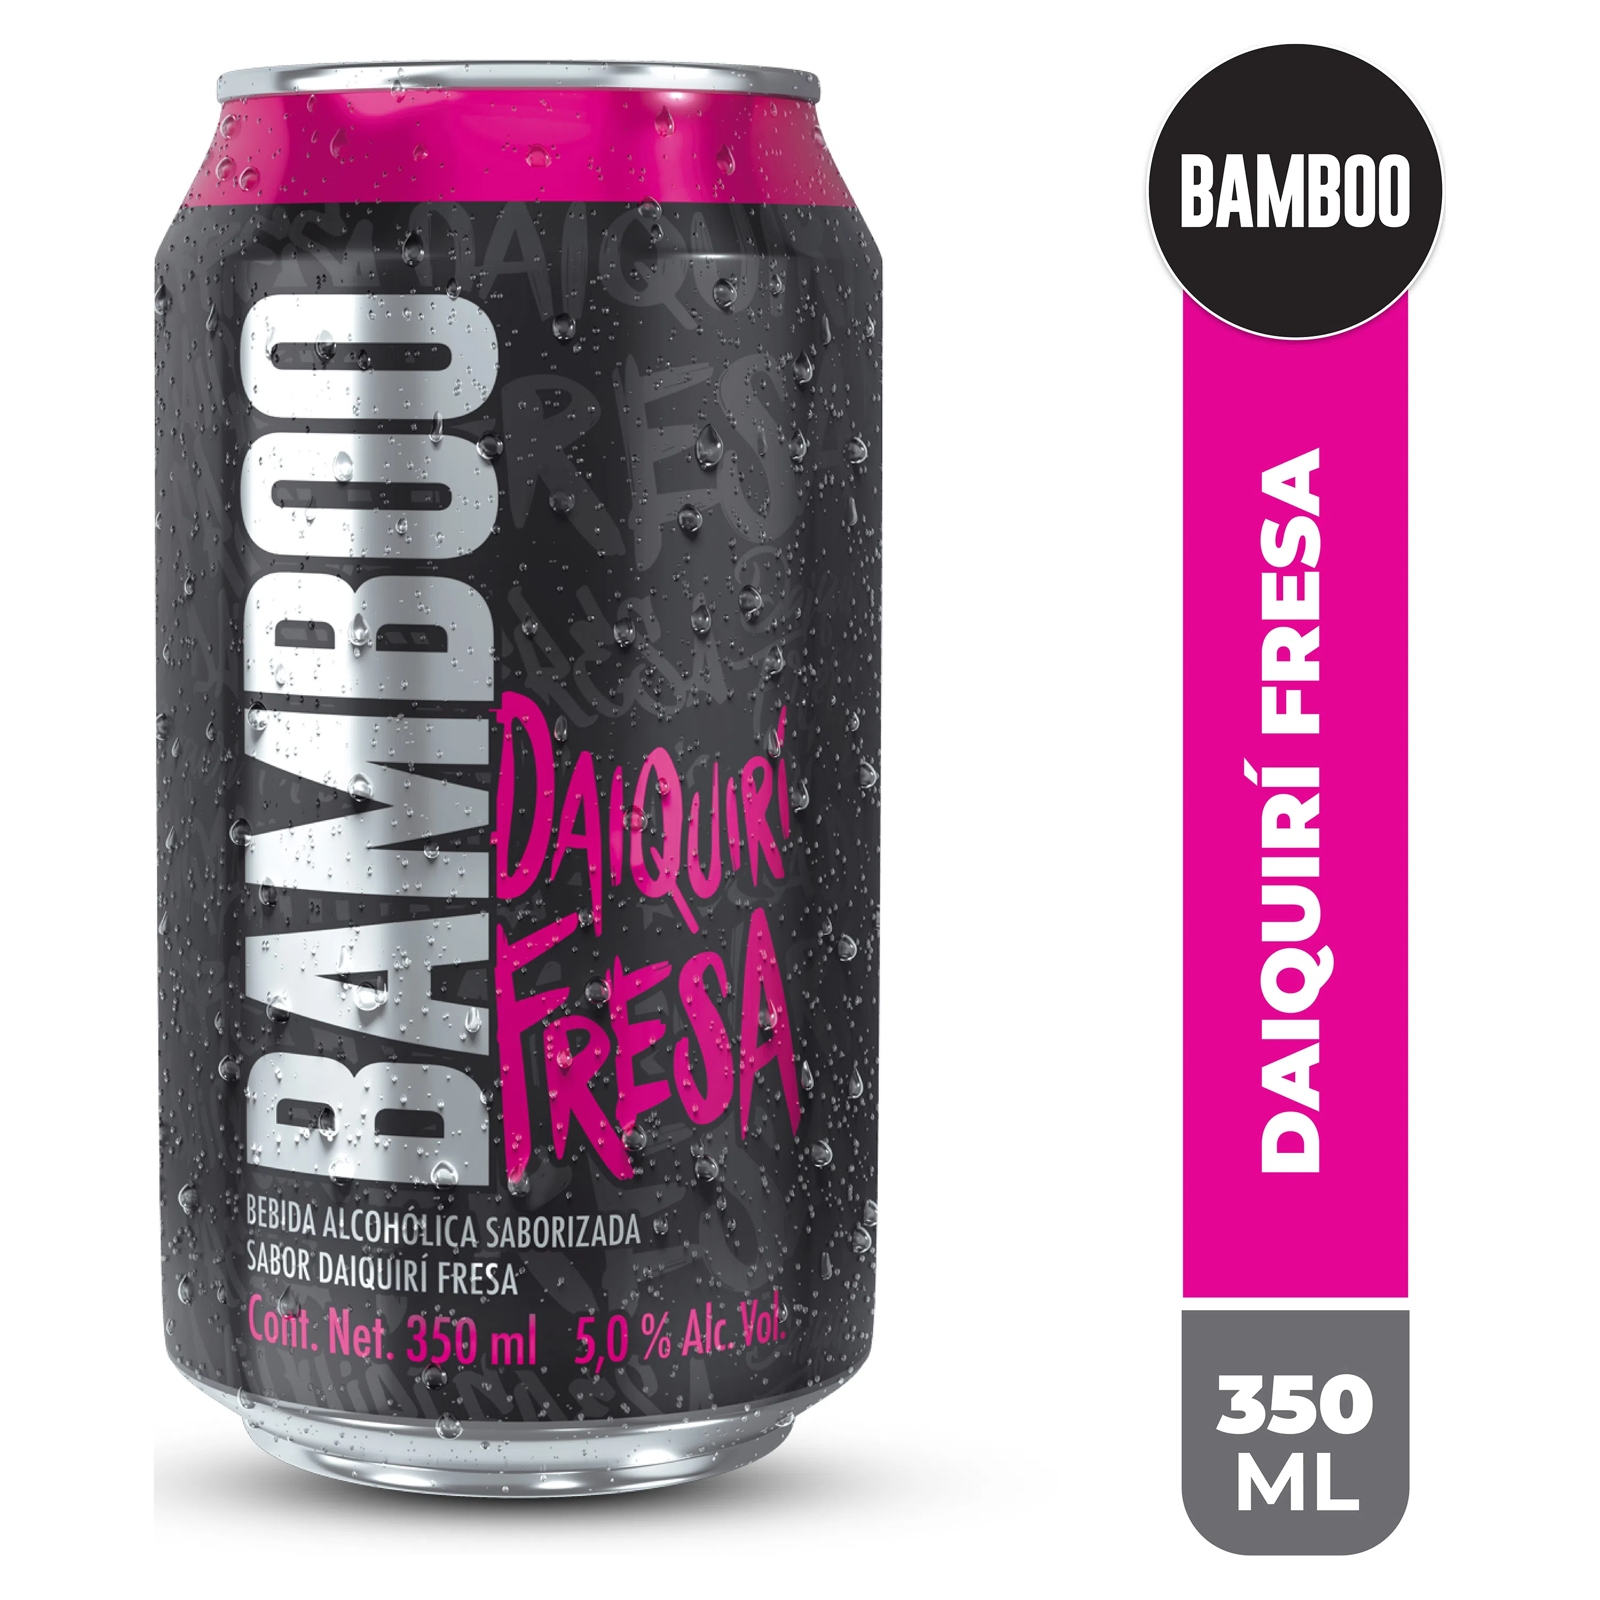 BAMBOO
DAIQUIRÍ
FRESA
BEBIDA ALCOHÓLICA SABORIZADA
SABOR DAIQUIRÍ FRESA
Cont. Net. 350 ml 5,0 % Alc. Vol.
BAMBOO
DAIQUIRÍ FRESA
350
ML